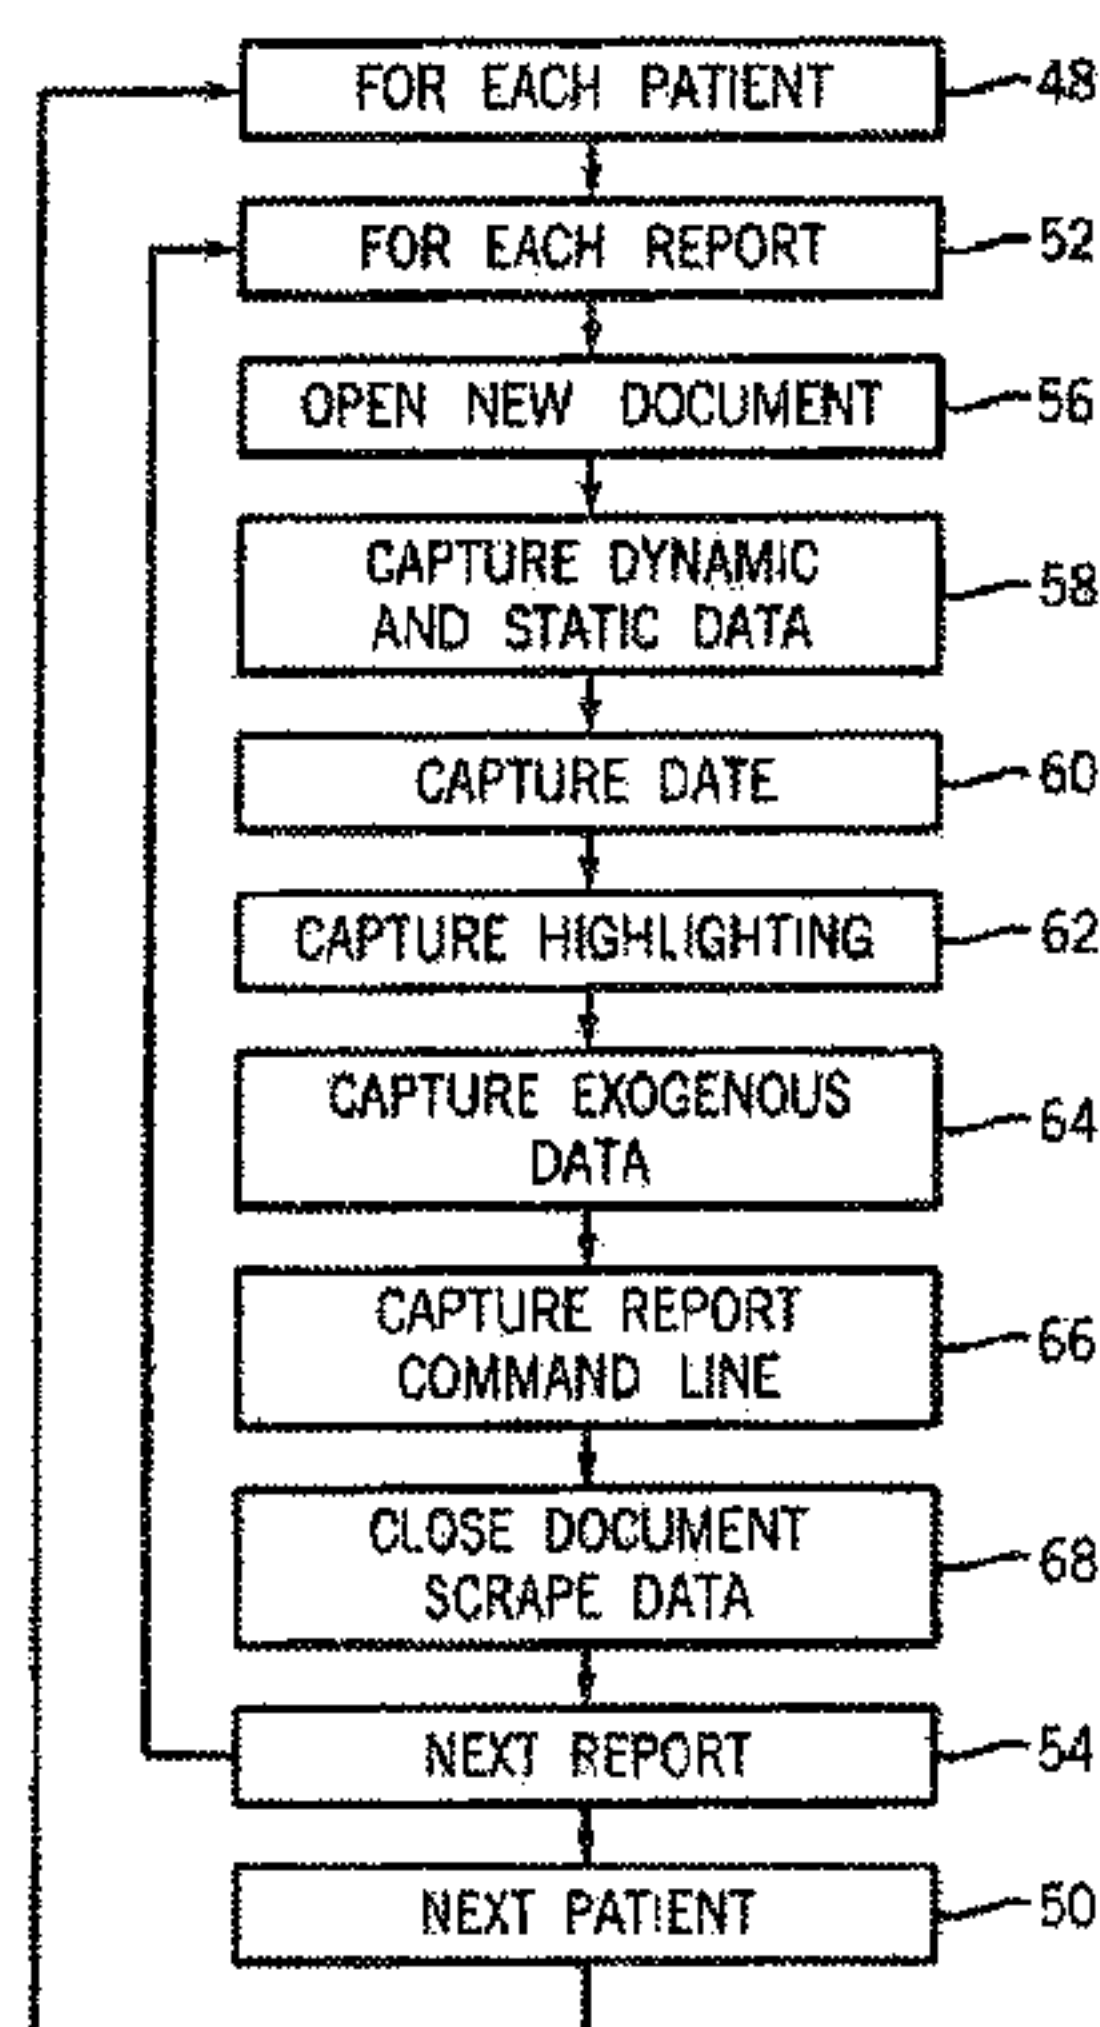 FOR EACH PATIENT 48
FOR EACH REPORT 52
OPEN NEW DOCUMENT 56
CAPTURE DYNAMIC
AND STATIC DATA 58
CAPTURE DATE 60
CAPTURE HIGHLIGHTING 62
CAPTURE EXOGENOUS
DATA 64
CAPTURE REPORT
COMMAND LINE 66
CLOSE DOCUMENT
SCRAPE DATA 68
NEXT REPORT 54
NEXT PATIENT 50